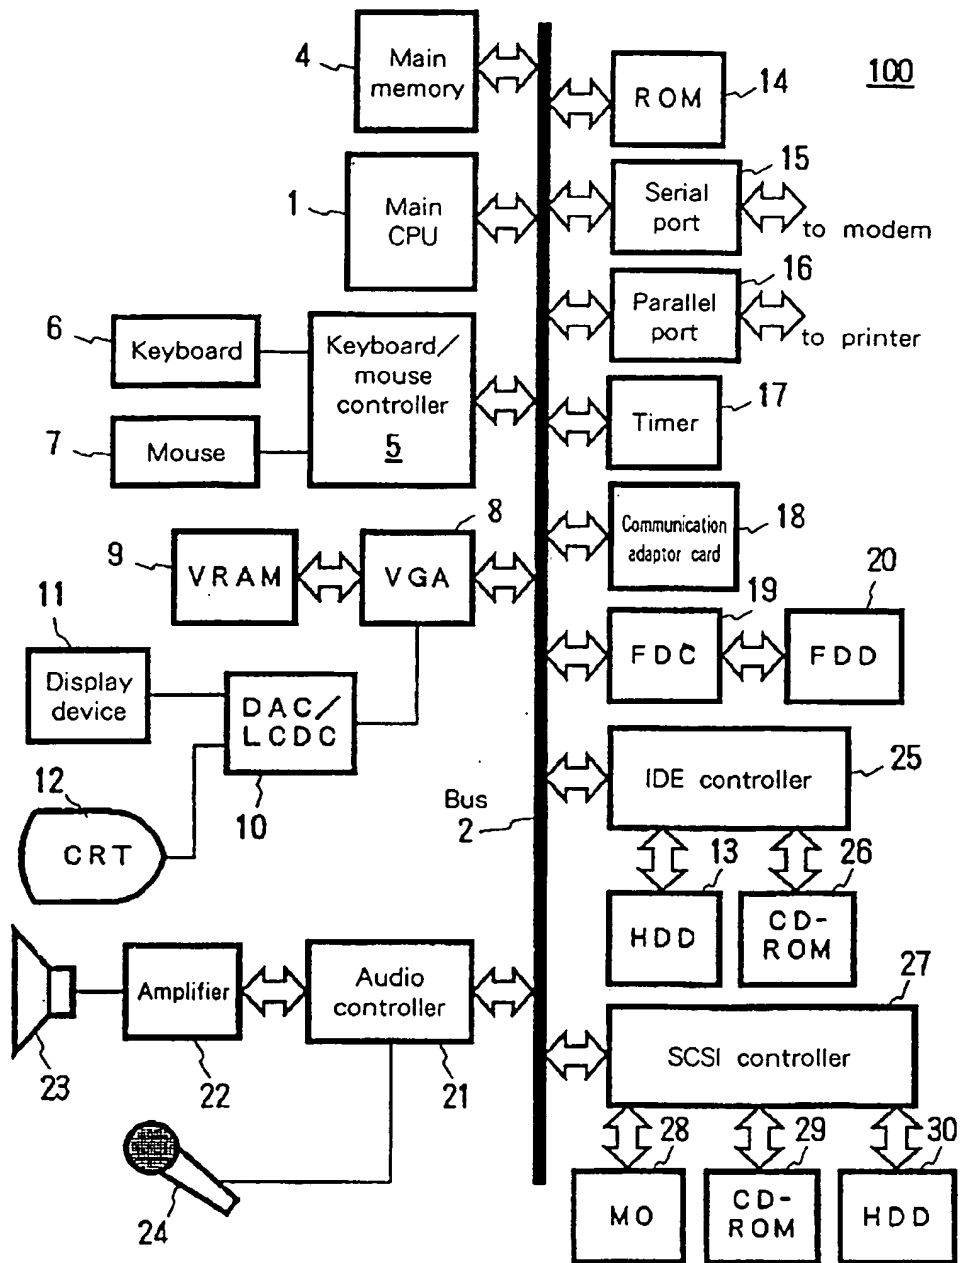 4
Main
memory
ROM
14
100
1
Main
CPU
15
Serial
port
to modem
16
Parallel
port
to printer
6
Keyboard
7
Mouse
Keyboard/
mouse
controller
5
17
Timer
18
Communication
adaptor card
8
9
VRAM
VGA
19
FDC
20
FDD
11
Display
device
DAC/
LCDC
10
12
CRT
Bus
2
IDE controller
25
13
HDD
26
CD-
ROM
23
Amplifier
22
Audio
controller
21
24
27
SCSI controller
28
MO
29
CD-
ROM
30
HDD